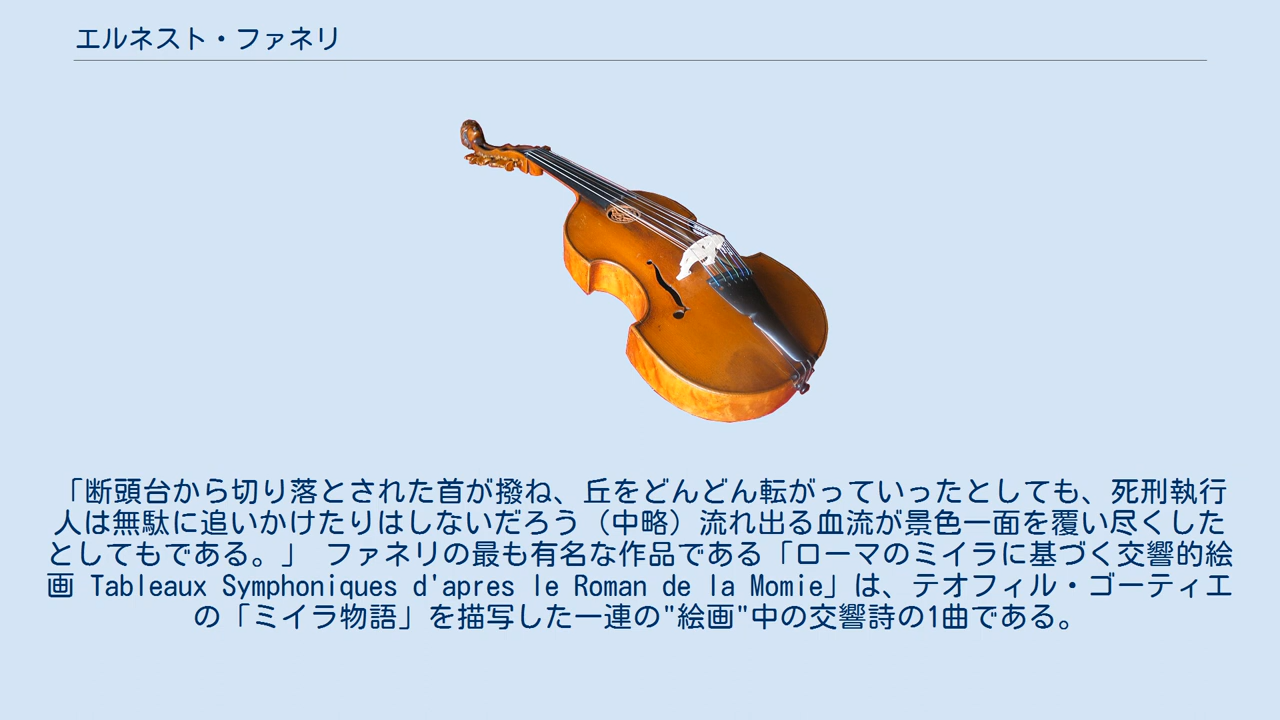 エルネスト・ファネリ
「断頭台から切り落とされた首が撥ね、丘をどんどん転がっていったとしても、死刑執行
人は無駄に追いかけたりはしないだろう（中略）流れ出る血流が景色一面を覆い尽くした
としてもである。」 ファネリの最も有名な作品である「ローマのミイラに基づく交響的絵
画 Tableaux Symphoniques d'apres le Roman de la Momie」は、テオフィル・ゴーティエ
の「ミイラ物語」を描写した一連の"絵画"中の交響詩の1曲である。